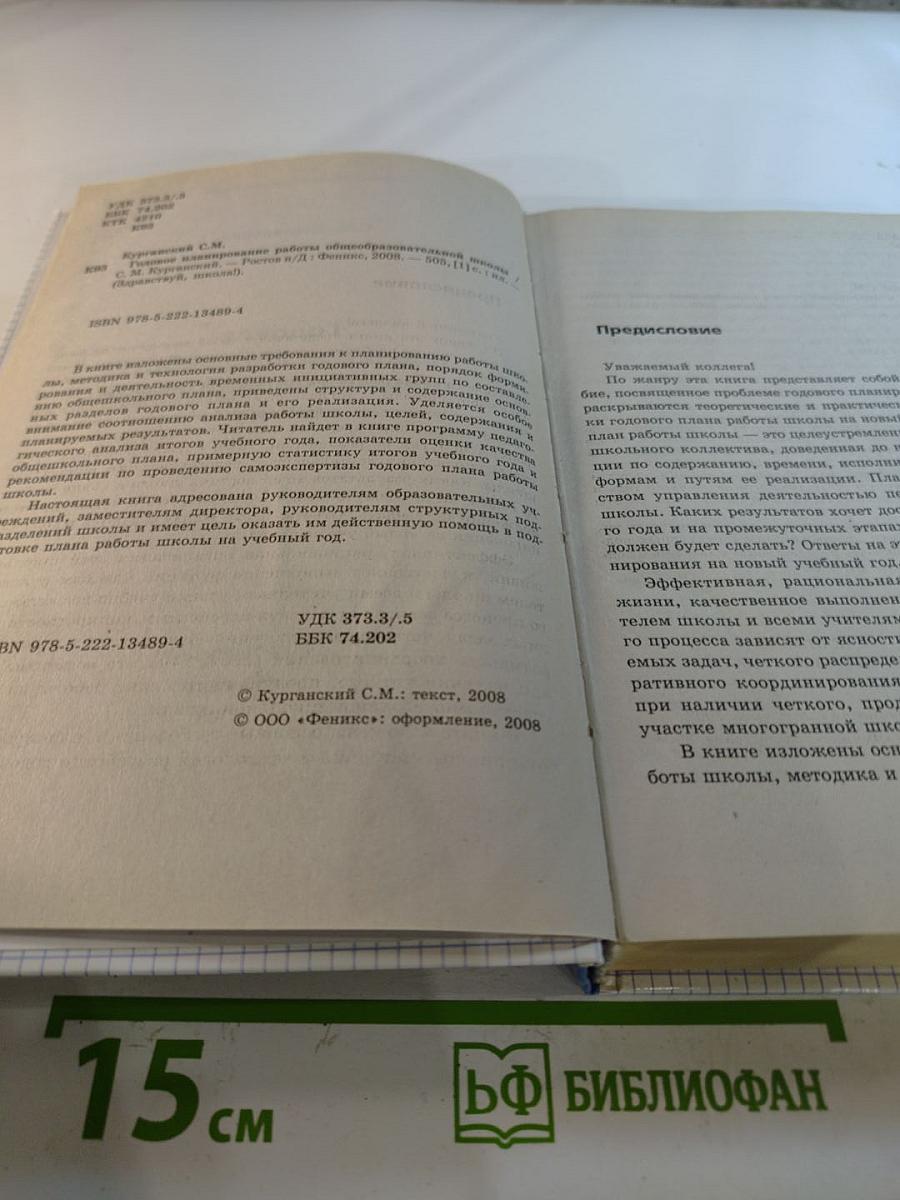 УДК 373.3/.5
ББК 74.202
КТК 4210
К93
Курганский С.М.
К93 Годовое планирование работы общеобразовательной школы /
С. М. Курганский. — Ростов н/Д : Феникс, 2008. — 505, [1] с. : ил. —
(Здравствуй, школа!).
ISBN 978-5-222-13489-4
В книге изложены основные требования к планированию работы шко-
лы, методика и технология разработки годового плана, порядок форми-
рования и деятельность временных инициативных групп по составле-
нию общешкольного плана, приведены структура и содержание основ-
ных разделов годового плана и его реализация. Уделяется особое
внимание соотношению анализа работы школы, целей, содержания и
планируемых результатов. Читатель найдет в книге программу педаго-
гического анализа итогов учебного года, показатели оценки качества
общешкольного плана, примерную статистику итогов учебного года и
рекомендации по проведению самоэкспертизы годового плана работы
школы.
Настоящая книга адресована руководителям образовательных уч-
реждений, заместителям директора, руководителям структурных под-
азделений школы и имеет цель оказать им действенную помощь в под-
товке плана работы школы на учебный год.
BN 978-5-222-13489-4
УДК 373.3/.5
ББК 74.202
© Курганский С.М.: текст, 2008
© ООО «Феникс»: оформление, 2008
Предисловие
Уважаемый коллега!
По жанру эта книга представляет собой
бие, посвященное проблеме годового планир
раскрываются теоретические и практичес
ки годового плана работы школы на новый
план работы школы — это целеустремлен
школьного коллектива, доведенная до
ции по содержанию, времени, исполни
формам и путям ее реализации. Пла
ством управления деятельностью пе
школы. Каких результатов хочет дос
го года и на промежуточных этапах
должен будет сделать? Ответы на э
нирования на новый учебный год.
Эффективная, рациональная
жизни, качественное выполнен
телем школы и всеми учителям
го процесса зависят от ясност
емых задач, четкого распреде
ративного координирования
при наличии четкого, прод
участке многогранной шко
В книге изложены осн
боты школы, методика и
15 см
БФ БИБЛИОФАН